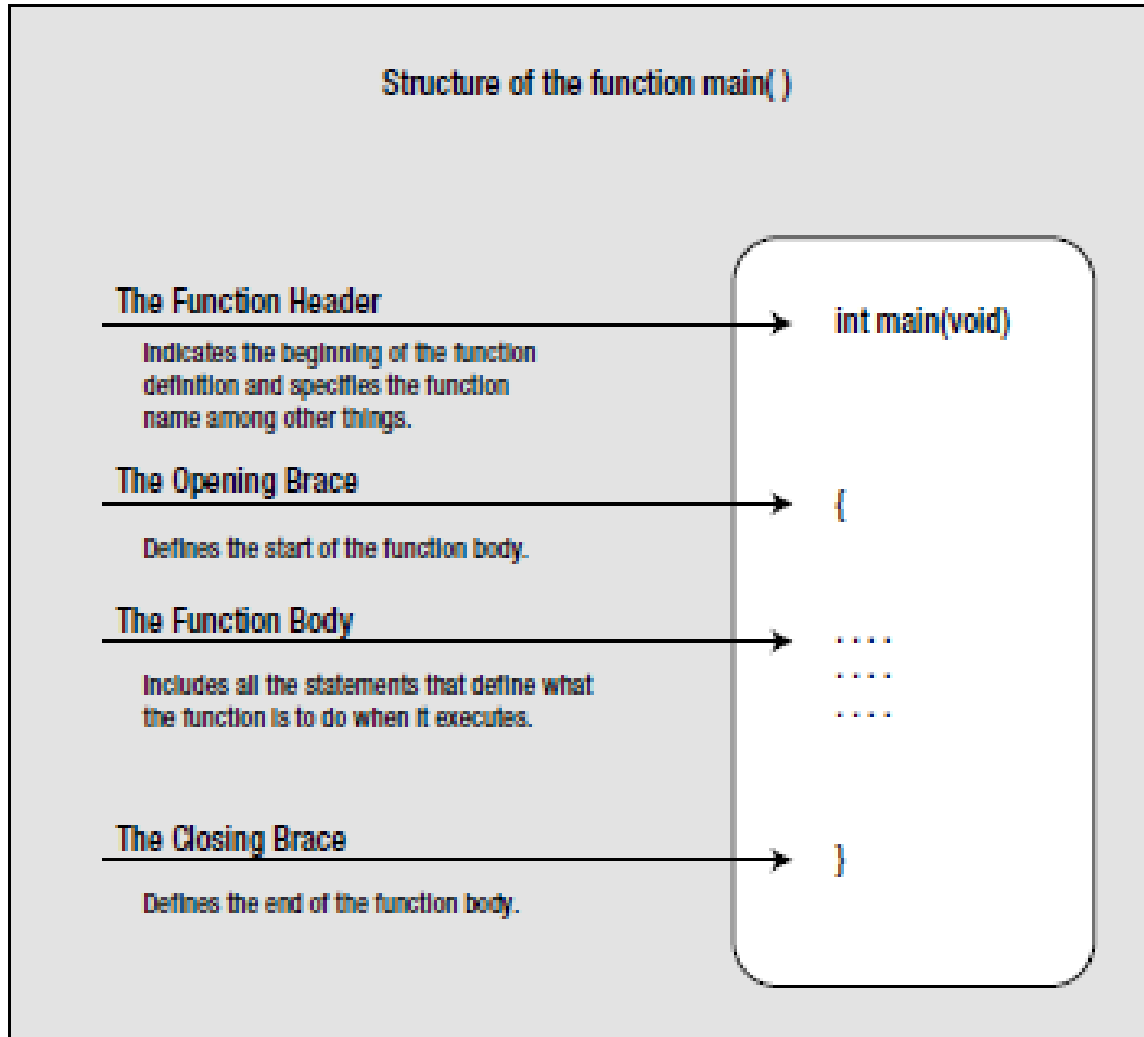 Structure of the function main( )
The Function Header
int main(void)
Indicates the beginning of the function
definition and specifies the function
name among other things.
The Opening Brace
{
Defines the start of the function body.
The Function Body
. . . .
. . . .
. . . .
Includes all the statements that define what
the function is to do when it executes.
The Closing Brace
}
Defines the end of the function body.